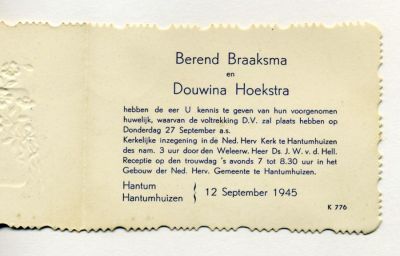 Berend Braaksma
en
Douwina Hoekstra
hebben de eer U kennis te geven van hun voorgenomen
huwelijk, waarvan de voltrekking D.V. zal plaats hebben op
Donderdag 27 September a.s.
Kerkelijke inzegening in de Ned. Herv Kerk te Hantumhuizen
des nam. 3 uur door den Weleerw. Heer Ds. J. W. v. d. Hell.
Receptie op den trouwdag 's avonds 7 tot 8.30 uur in het
Gebouw der Ned. Herv. Gemeente te Hantumhuizen.
Hantum
Hantumhuizen
12 September 1945
K 776